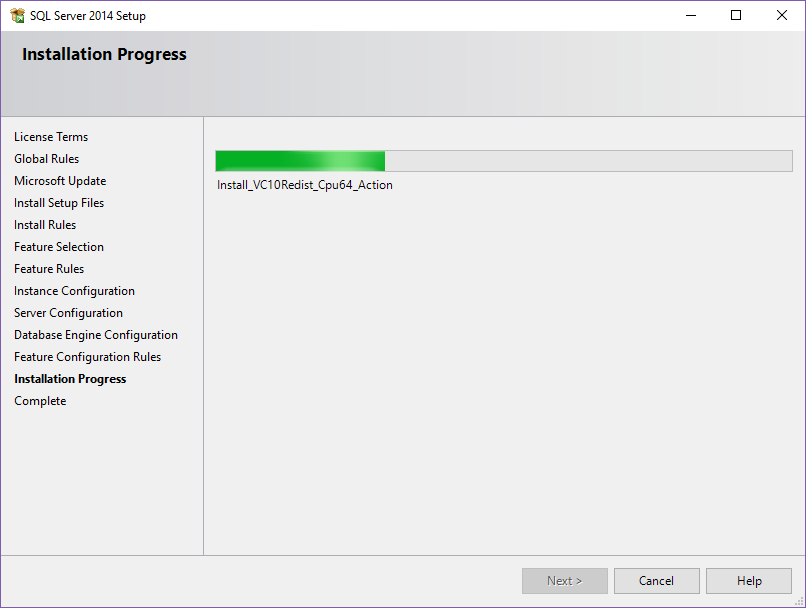 SQL Server 2014 Setup
Installation Progress
License Terms
Global Rules
Microsoft Update
Install Setup Files
Install Rules
Feature Selection
Feature Rules
Instance Configuration
Server Configuration
Database Engine Configuration
Feature Configuration Rules
Installation Progress
Complete
Install_VC10Redist_Cpu64_Action
Next >
Cancel
Help